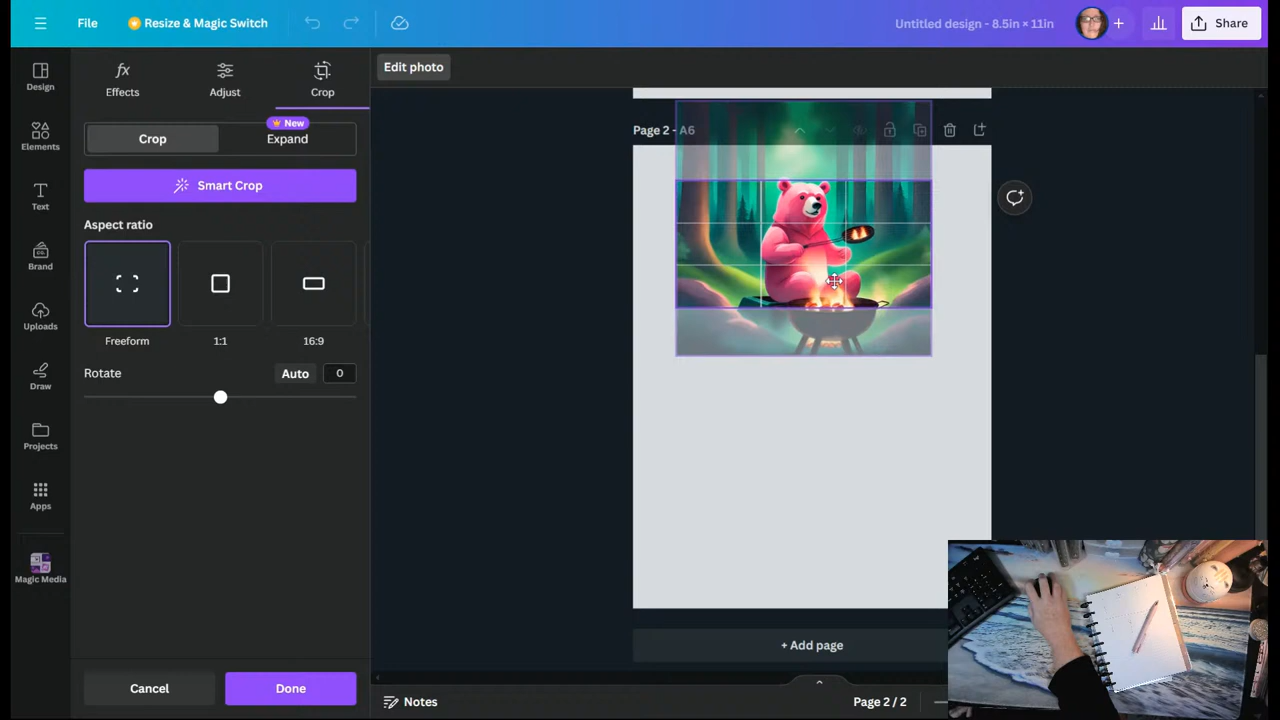 File
Resize & Magic Switch
Untitled design - 8.5in × 11in
Share
Design
Elements
Text
Brand
Uploads
Draw
Projects
Apps
Magic Media
Effects
Adjust
Crop
New
Crop
Expand
Smart Crop
Aspect ratio
Freeform
1:1
16:9
Rotate
Auto
0
Cancel
Done
Edit photo
Page 2 - A6
+ Add page
Notes
Page 2 / 2